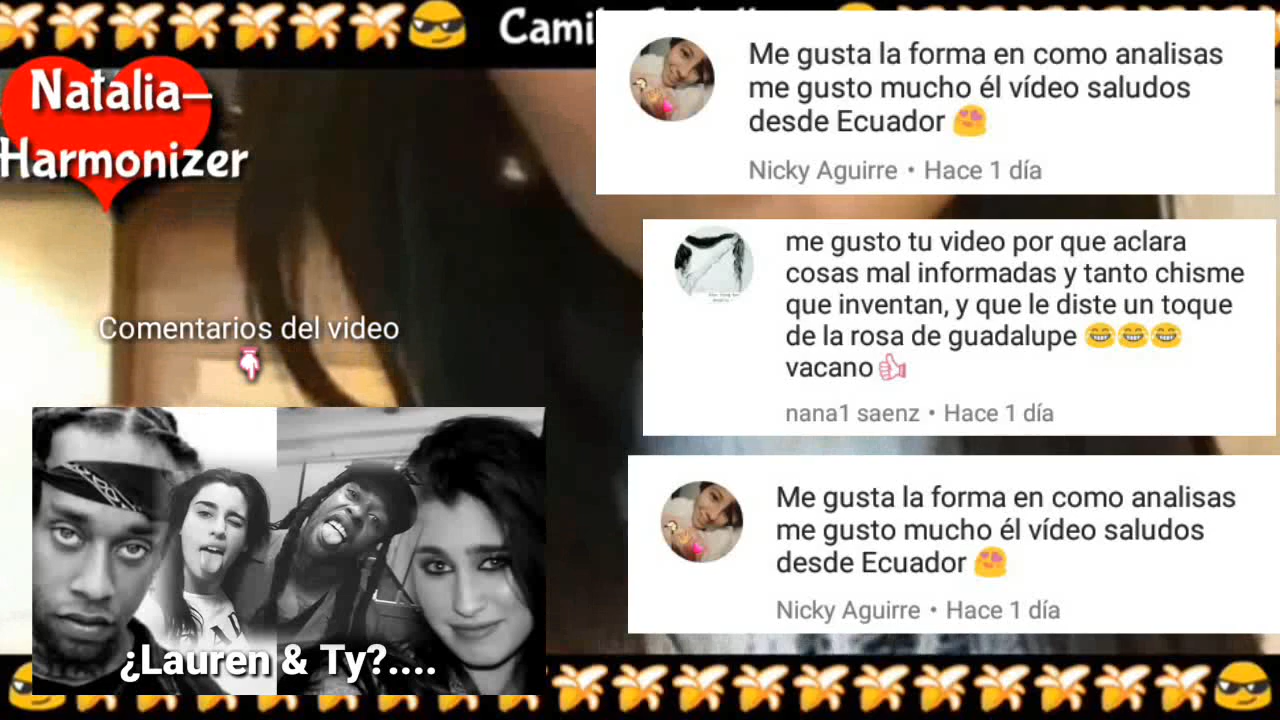 Natalia—
Harmonizer
Me gusta la forma en como analisas
me gusto mucho él vídeo saludos
desde Ecuador 😍
Nicky Aguirre • Hace 1 día
me gusto tu video por que aclara
cosas mal informadas y tanto chisme
que inventan, y que le diste un toque
de la rosa de guadalupe 😂😂😂
vacano 👍
nana1 saenz • Hace 1 día
Comentarios del video
👇
¿Lauren & Ty?....
Me gusta la forma en como analisas
me gusto mucho él vídeo saludos
desde Ecuador 😍
Nicky Aguirre • Hace 1 día